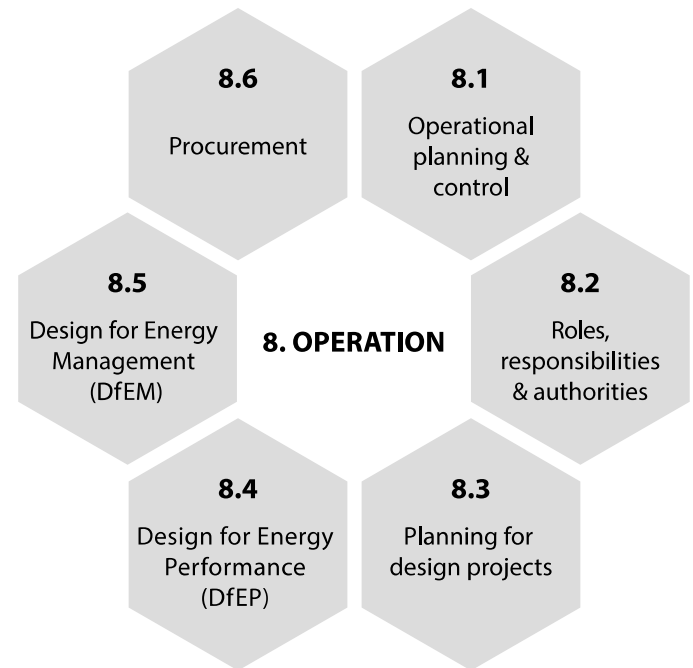 8.6
Procurement
8.1
Operational
planning &
control
8.5
Design for Energy
Management
(DfEM)
8. OPERATION
8.2
Roles,
responsibilities
& authorities
8.4
Design for Energy
Performance
(DfEP)
8.3
Planning for
design projects